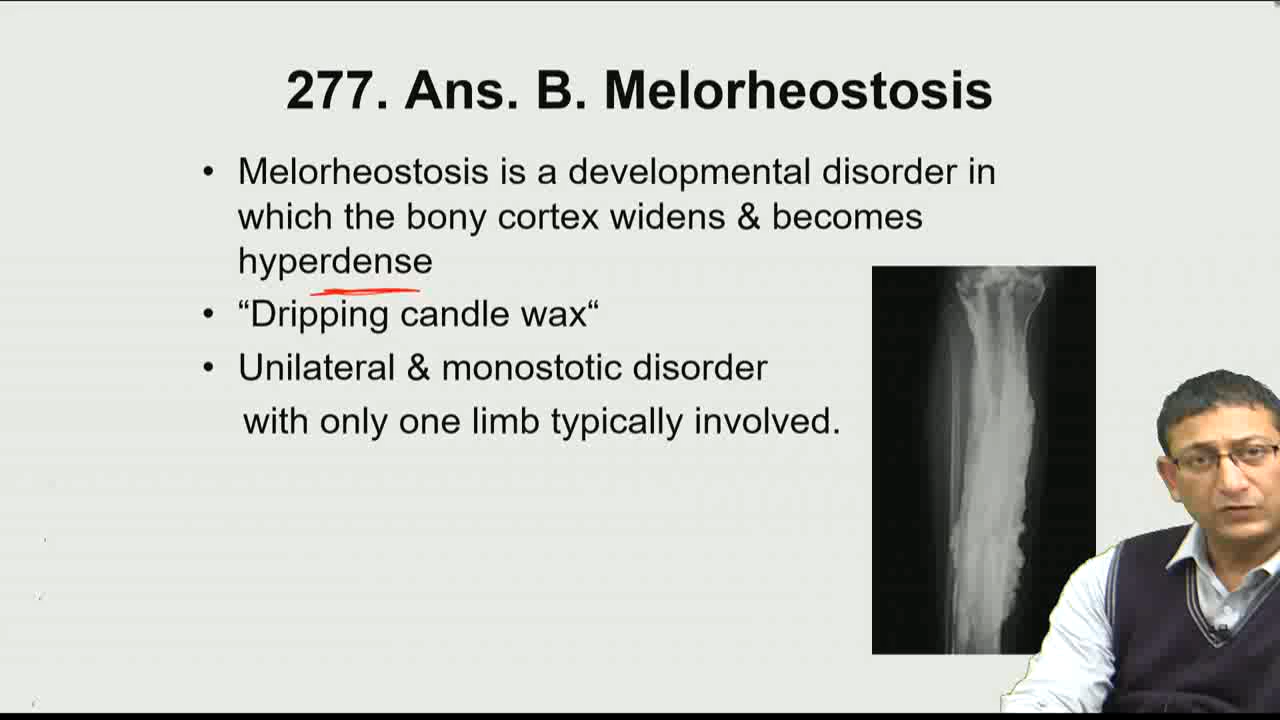 277. Ans. B. Melorheostosis
• Melorheostosis is a developmental disorder in
which the bony cortex widens & becomes
hyperdense
• “Dripping candle wax“
• Unilateral & monostotic disorder
with only one limb typically involved.